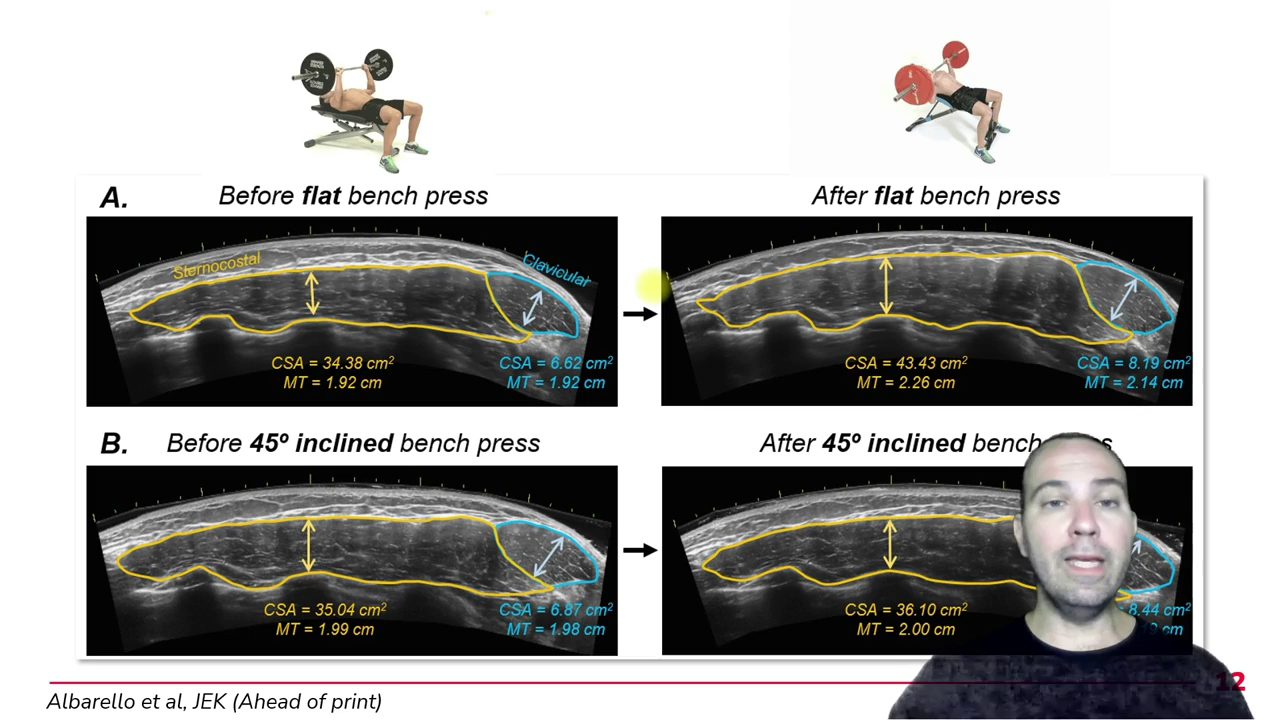 A.
Before flat bench press
After flat bench press
Sternocostal
Clavicular
CSA = 34.38 cm²
MT = 1.92 cm
CSA = 6.62 cm²
MT = 1.92 cm
CSA = 43.43 cm²
MT = 2.26 cm
CSA = 8.19 cm²
MT = 2.14 cm
B.
Before 45º inclined bench press
After 45º inclined bench
CSA = 35.04 cm²
MT = 1.99 cm
CSA = 6.87 cm²
MT = 1.98 cm
CSA = 36.10 cm²
MT = 2.00 cm
8.44 cm²
cm
12
Albarello et al, JEK (Ahead of print)